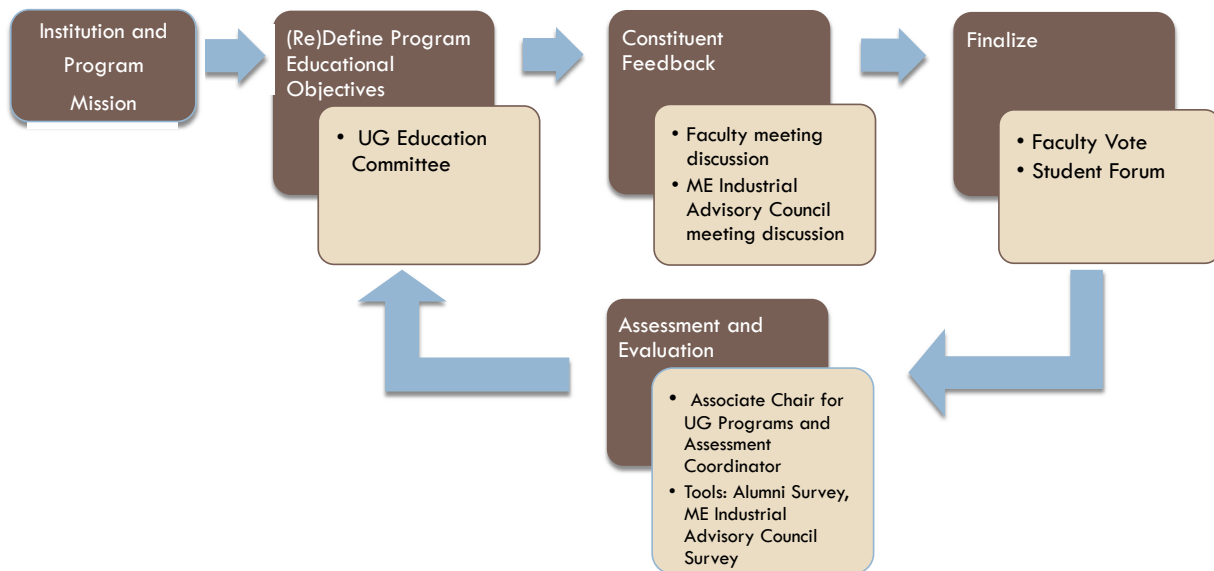 Institution and
Program
Mission
(Re)Define Program
Educational
Objectives
• UG Education
Committee
Constituent
Feedback
• Faculty meeting
discussion
• ME Industrial
Advisory Council
meeting discussion
Finalize
• Faculty Vote
• Student Forum
Assessment and
Evaluation
• Associate Chair for
UG Programs and
Assessment
Coordinator
• Tools: Alumni Survey,
ME Industrial
Advisory Council
Survey